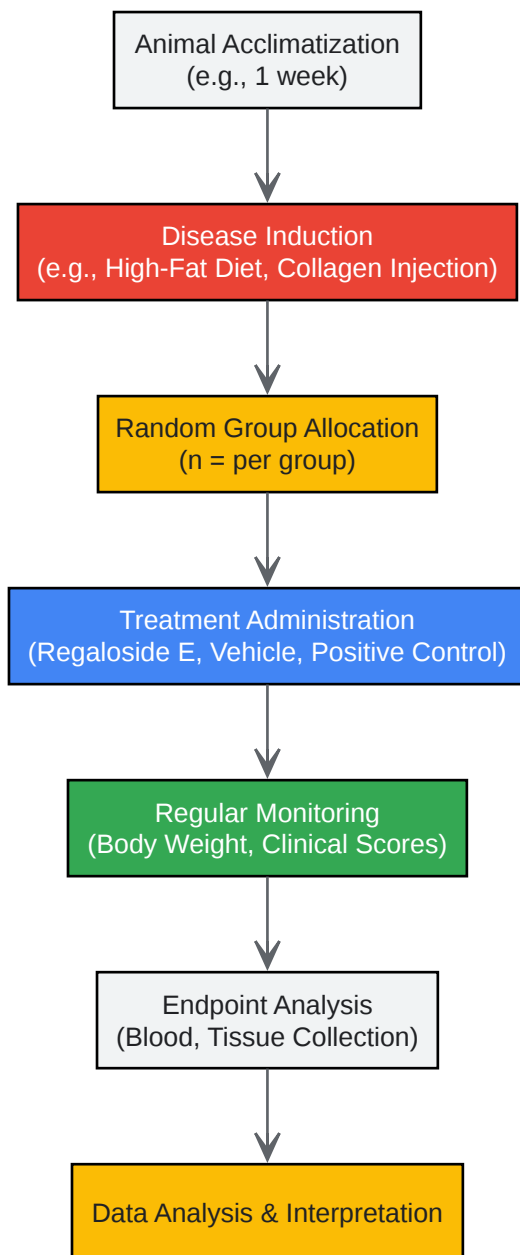 Animal Acclimatization
(e.g., 1 week)
Disease Induction
(e.g., High-Fat Diet, Collagen Injection)
Random Group Allocation
(n = per group)
Treatment Administration
(Regaloside E, Vehicle, Positive Control)
Regular Monitoring
(Body Weight, Clinical Scores)
Endpoint Analysis
(Blood, Tissue Collection)
Data Analysis & Interpretation